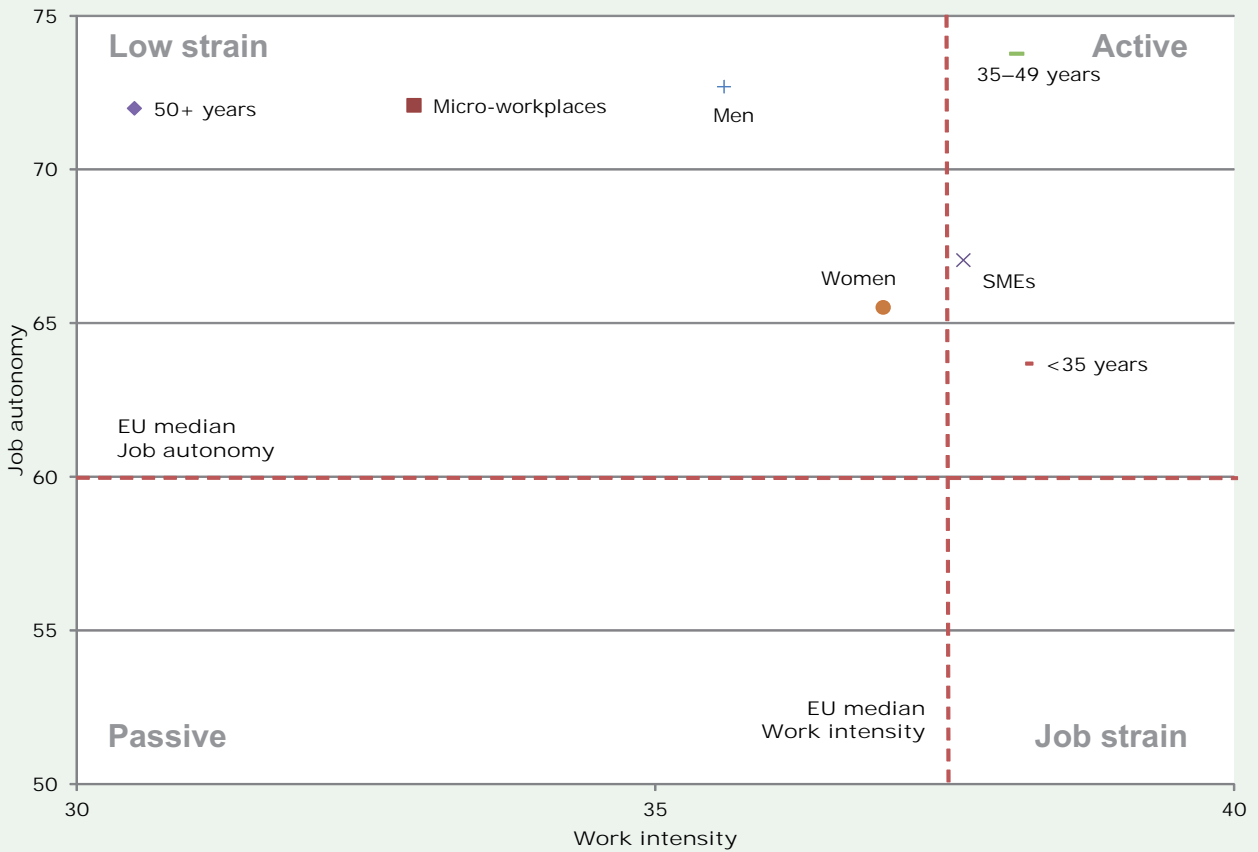 75
Low strain
Active
35–49 years
50+ years
Micro-workplaces
Men
70
Women
SMEs
65
<35 years
Job autonomy
EU median
Job autonomy
60
55
EU median
Work intensity
Passive
Job strain
50
30
35
40
Work intensity